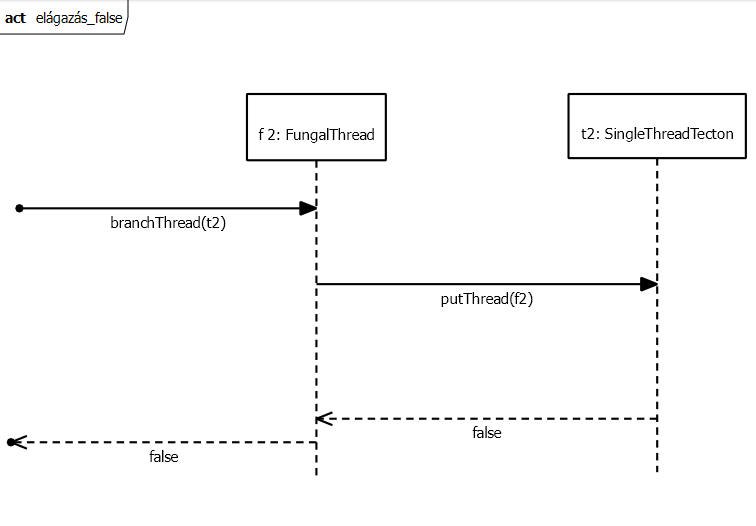 act elágazás_false
f 2: FungalThread
t2: SingleThreadTecton
branchThread(t2)
putThread(f2)
false
false